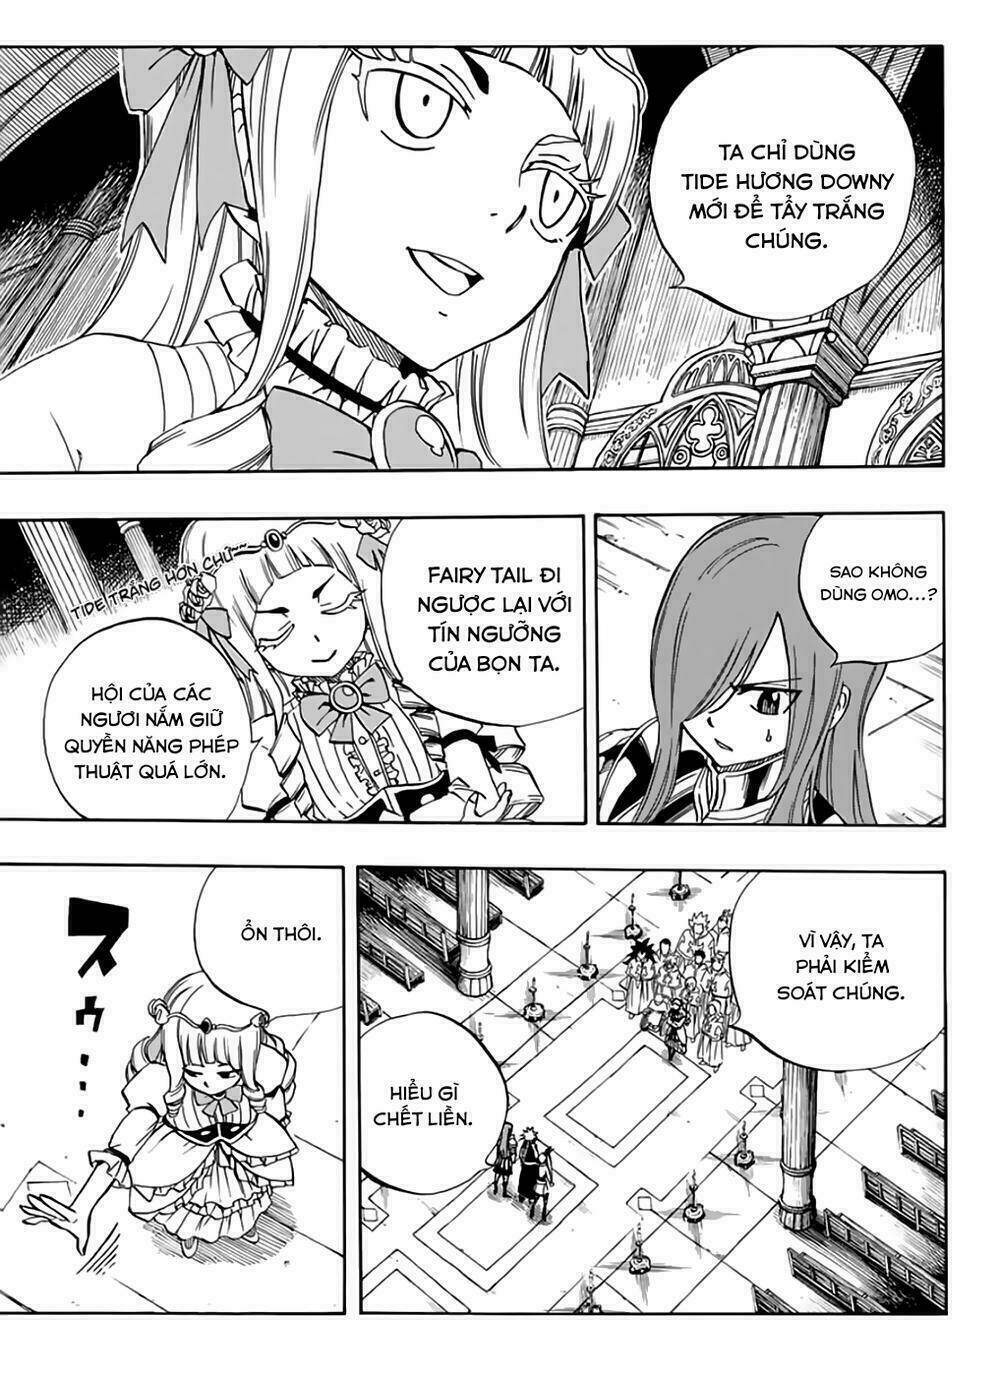 TA CHỈ DÙNG
TIDE HƯƠNG DOWNY
MỚI ĐỂ TẨY TRẮNG
CHÚNG.
SAO KHÔNG
DÙNG OMO...?
FAIRY TAIL ĐI
NGƯỢC LẠI VỚI
TÍN NGƯỠNG
CỦA BỌN TA.
TIDE TRẮNG HƠN CHỨ~~
HỘI CỦA CÁC
NGƯƠI NẮM GIỮ
QUYỀN NĂNG PHÉP
THUẬT QUÁ LỚN.
VÌ VẬY, TA
PHẢI KIỂM
SOÁT CHÚNG.
HIỂU GÌ
CHẾT LIỀN.
ỔN THÔI.
スゥ…